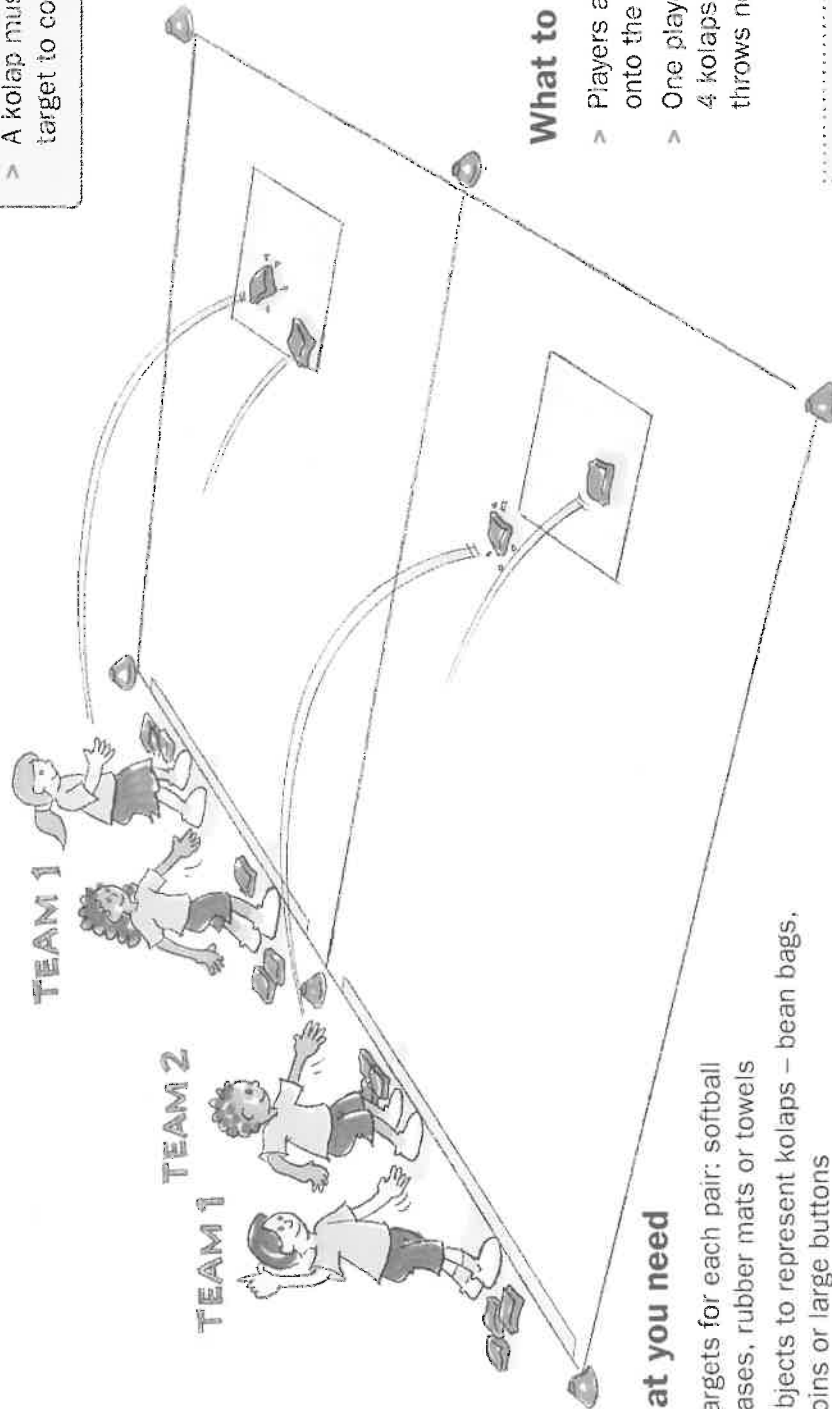 > A kolap mus
target to co
TEAM 1
TEAM 2
TEAM 1
What to
> Players a
onto the
> One play
4 kolaps
throws n
at you need
argets for each pair: softball
ases, rubber mats or towels
bjects to represent kolaps – bean bags,
oins or large buttons